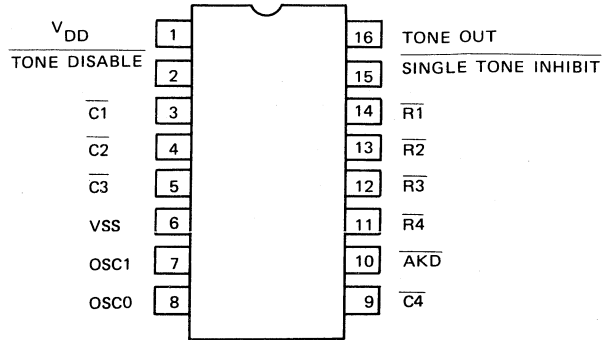 V DD 1 16 TONE OUT
TONE DISABLE 2 15 SINGLE TONE INHIBIT
C1 3 14 R1
C2 4 13 R2
C3 5 12 R3
VSS 6 11 R4
OSC1 7 10 AKD
OSC0 8 9 C4